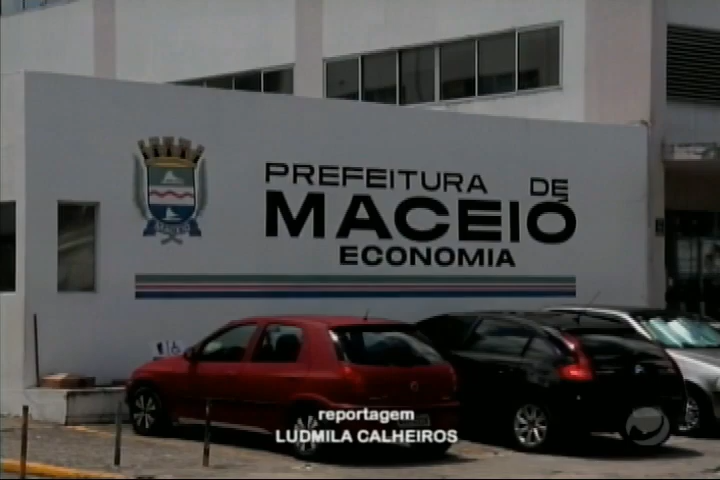 PREFEITURA DE
MACEIÓ
ECONOMIA
reportagem
LUDMILA CALHEIROS